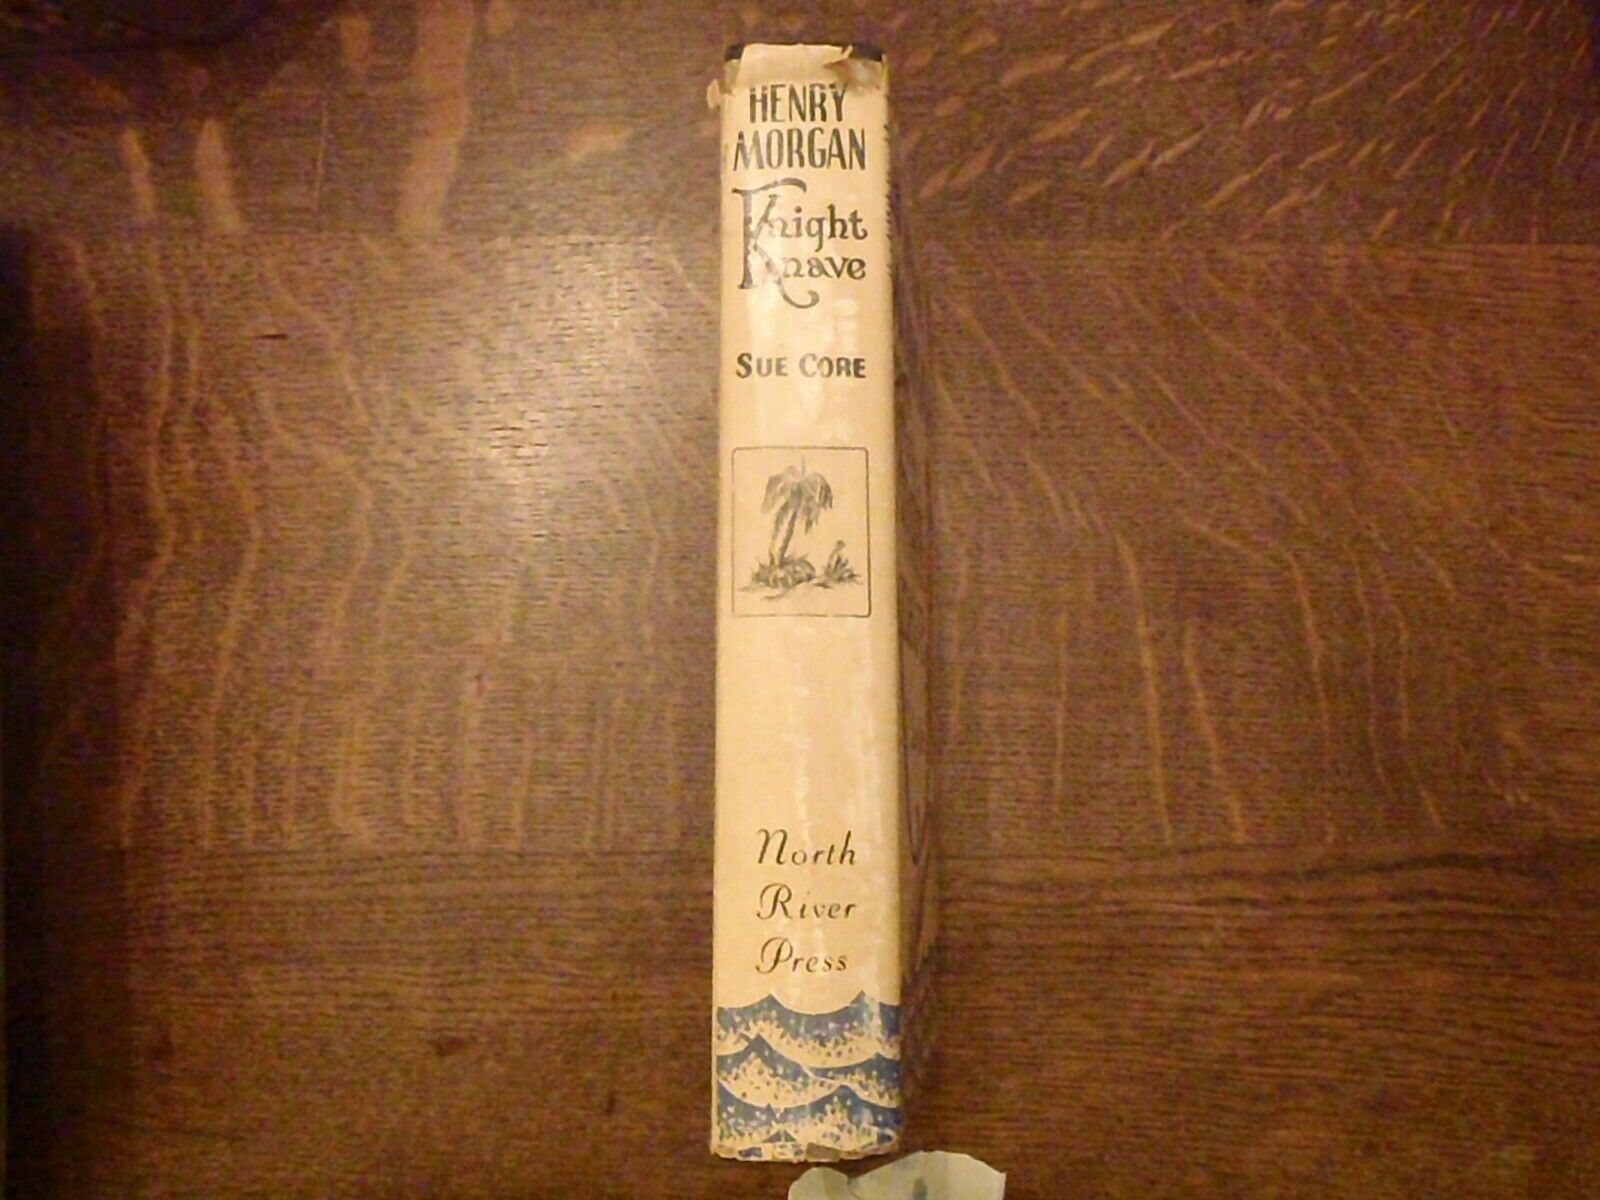 HENRY
MORGAN
Knight
Knave
SUE CORE
North
River
Press